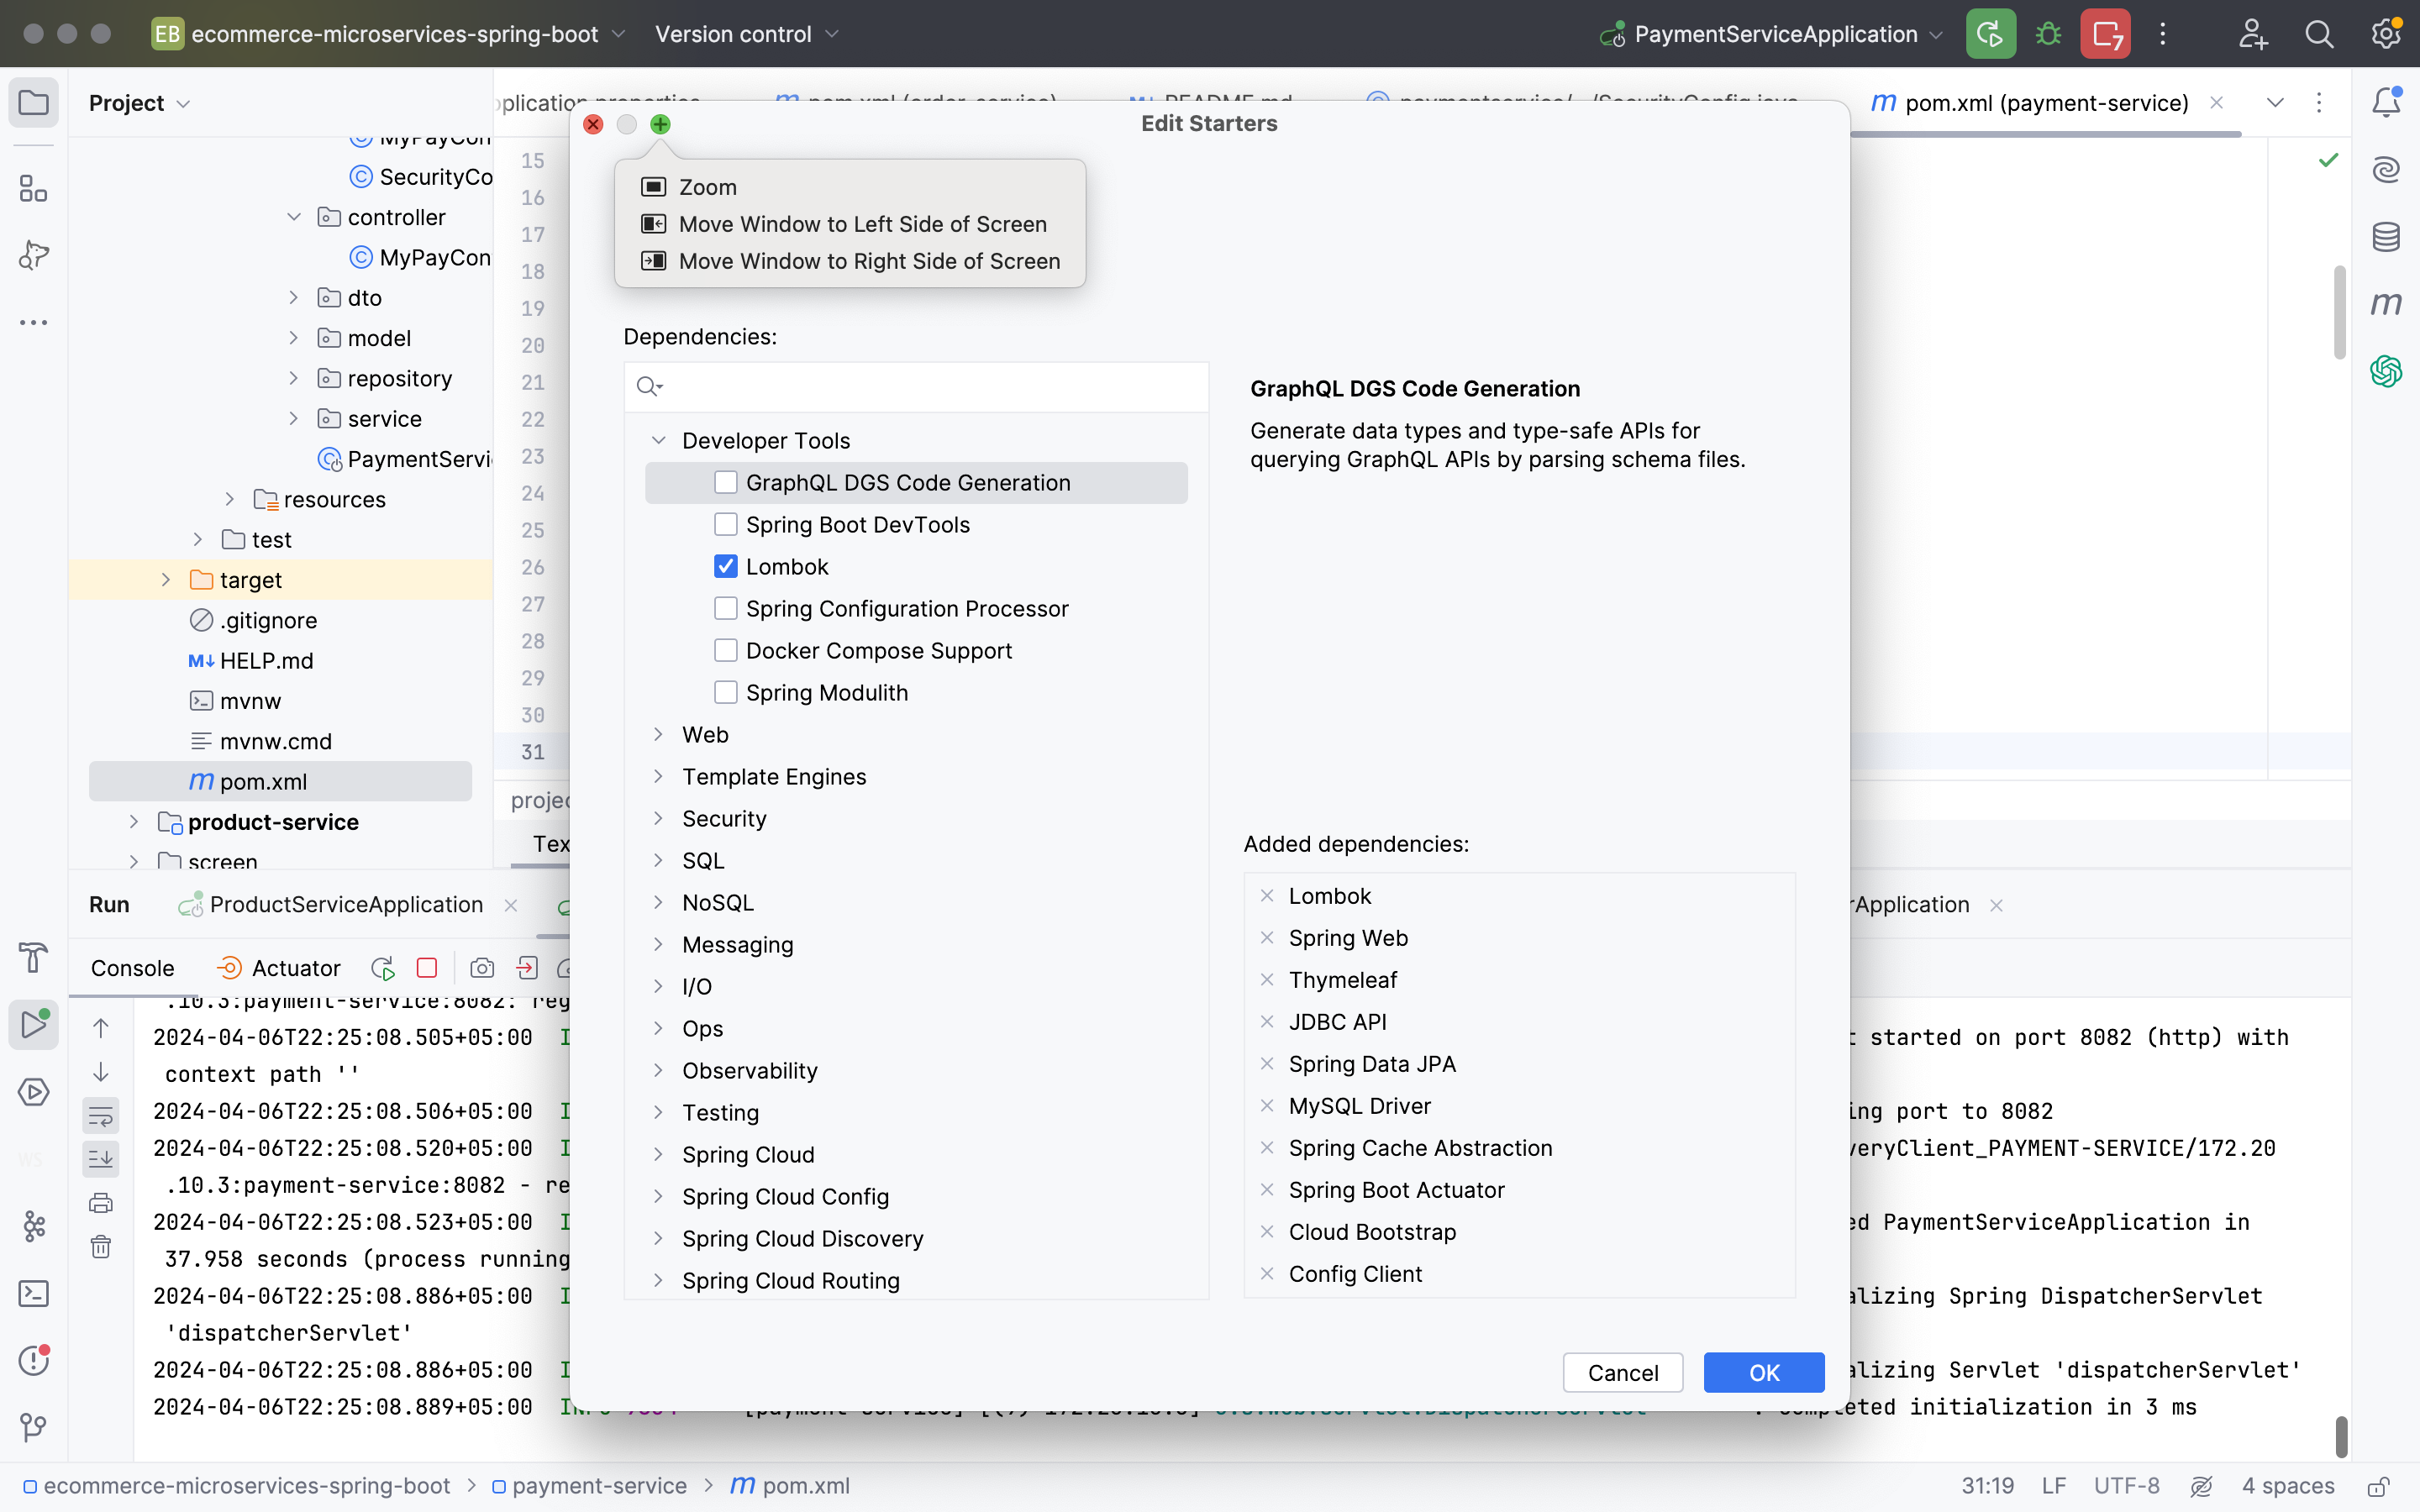 EB ecommerce-microservices-spring-boot
Version control
PaymentServiceApplication
7
Project
pom.xml (payment-service)
Edit Starters
Zoom
Move Window to Left Side of Screen
Move Window to Right Side of Screen
SecurityCo
controller
MyPayCon
dto
model
repository
service
PaymentServi
resources
test
target
.gitignore
M↓ HELP.md
mvnw
mvnw.cmd
m pom.xml
product-service
screen
15
16
17
18
19
20
21
22
23
24
25
26
27
28
29
30
31
projec
Tex
Dependencies:
Developer Tools
GraphQL DGS Code Generation
Spring Boot DevTools
Lombok
Spring Configuration Processor
Docker Compose Support
Spring Modulith
Web
Template Engines
Security
SQL
NoSQL
Messaging
I/O
Ops
Observability
Testing
Spring Cloud
Spring Cloud Config
Spring Cloud Discovery
Spring Cloud Routing
GraphQL DGS Code Generation
Generate data types and type-safe APIs for
querying GraphQL APIs by parsing schema files.
Added dependencies:
Lombok
Spring Web
Thymeleaf
JDBC API
Spring Data JPA
MySQL Driver
Spring Cache Abstraction
Spring Boot Actuator
Cloud Bootstrap
Config Client
Cancel
OK
Run
ProductServiceApplication
rApplication
Console
Actuator
.10.3:payment-service:8082: reg
2024-04-06T22:25:08.505+05:00 I t started on port 8082 (http) with
context path ''
2024-04-06T22:25:08.506+05:00 I ing port to 8082
2024-04-06T22:25:08.520+05:00 I veryClient_PAYMENT-SERVICE/172.20
.10.3:payment-service:8082 - re
2024-04-06T22:25:08.523+05:00 I ed PaymentServiceApplication in
37.958 seconds (process running
2024-04-06T22:25:08.886+05:00 I alizing Spring DispatcherServlet
'dispatcherServlet'
2024-04-06T22:25:08.886+05:00 I alizing Servlet 'dispatcherServlet'
2024-04-06T22:25:08.889+05:00 completed initialization in 3 ms
ecommerce-microservices-spring-boot > payment-service > m pom.xml
31:19
LF
UTF-8
4 spaces